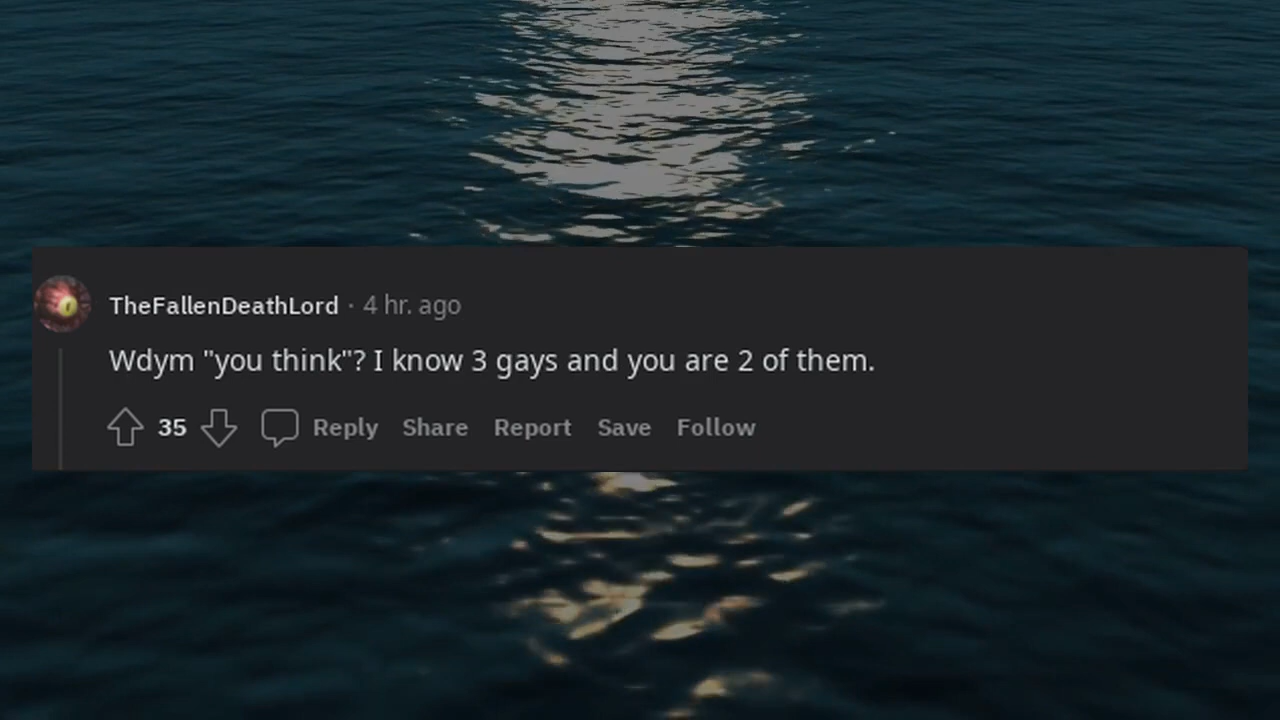 TheFallenDeathLord · 4 hr. ago
Wdym "you think"? I know 3 gays and you are 2 of them.
35 Reply Share Report Save Follow